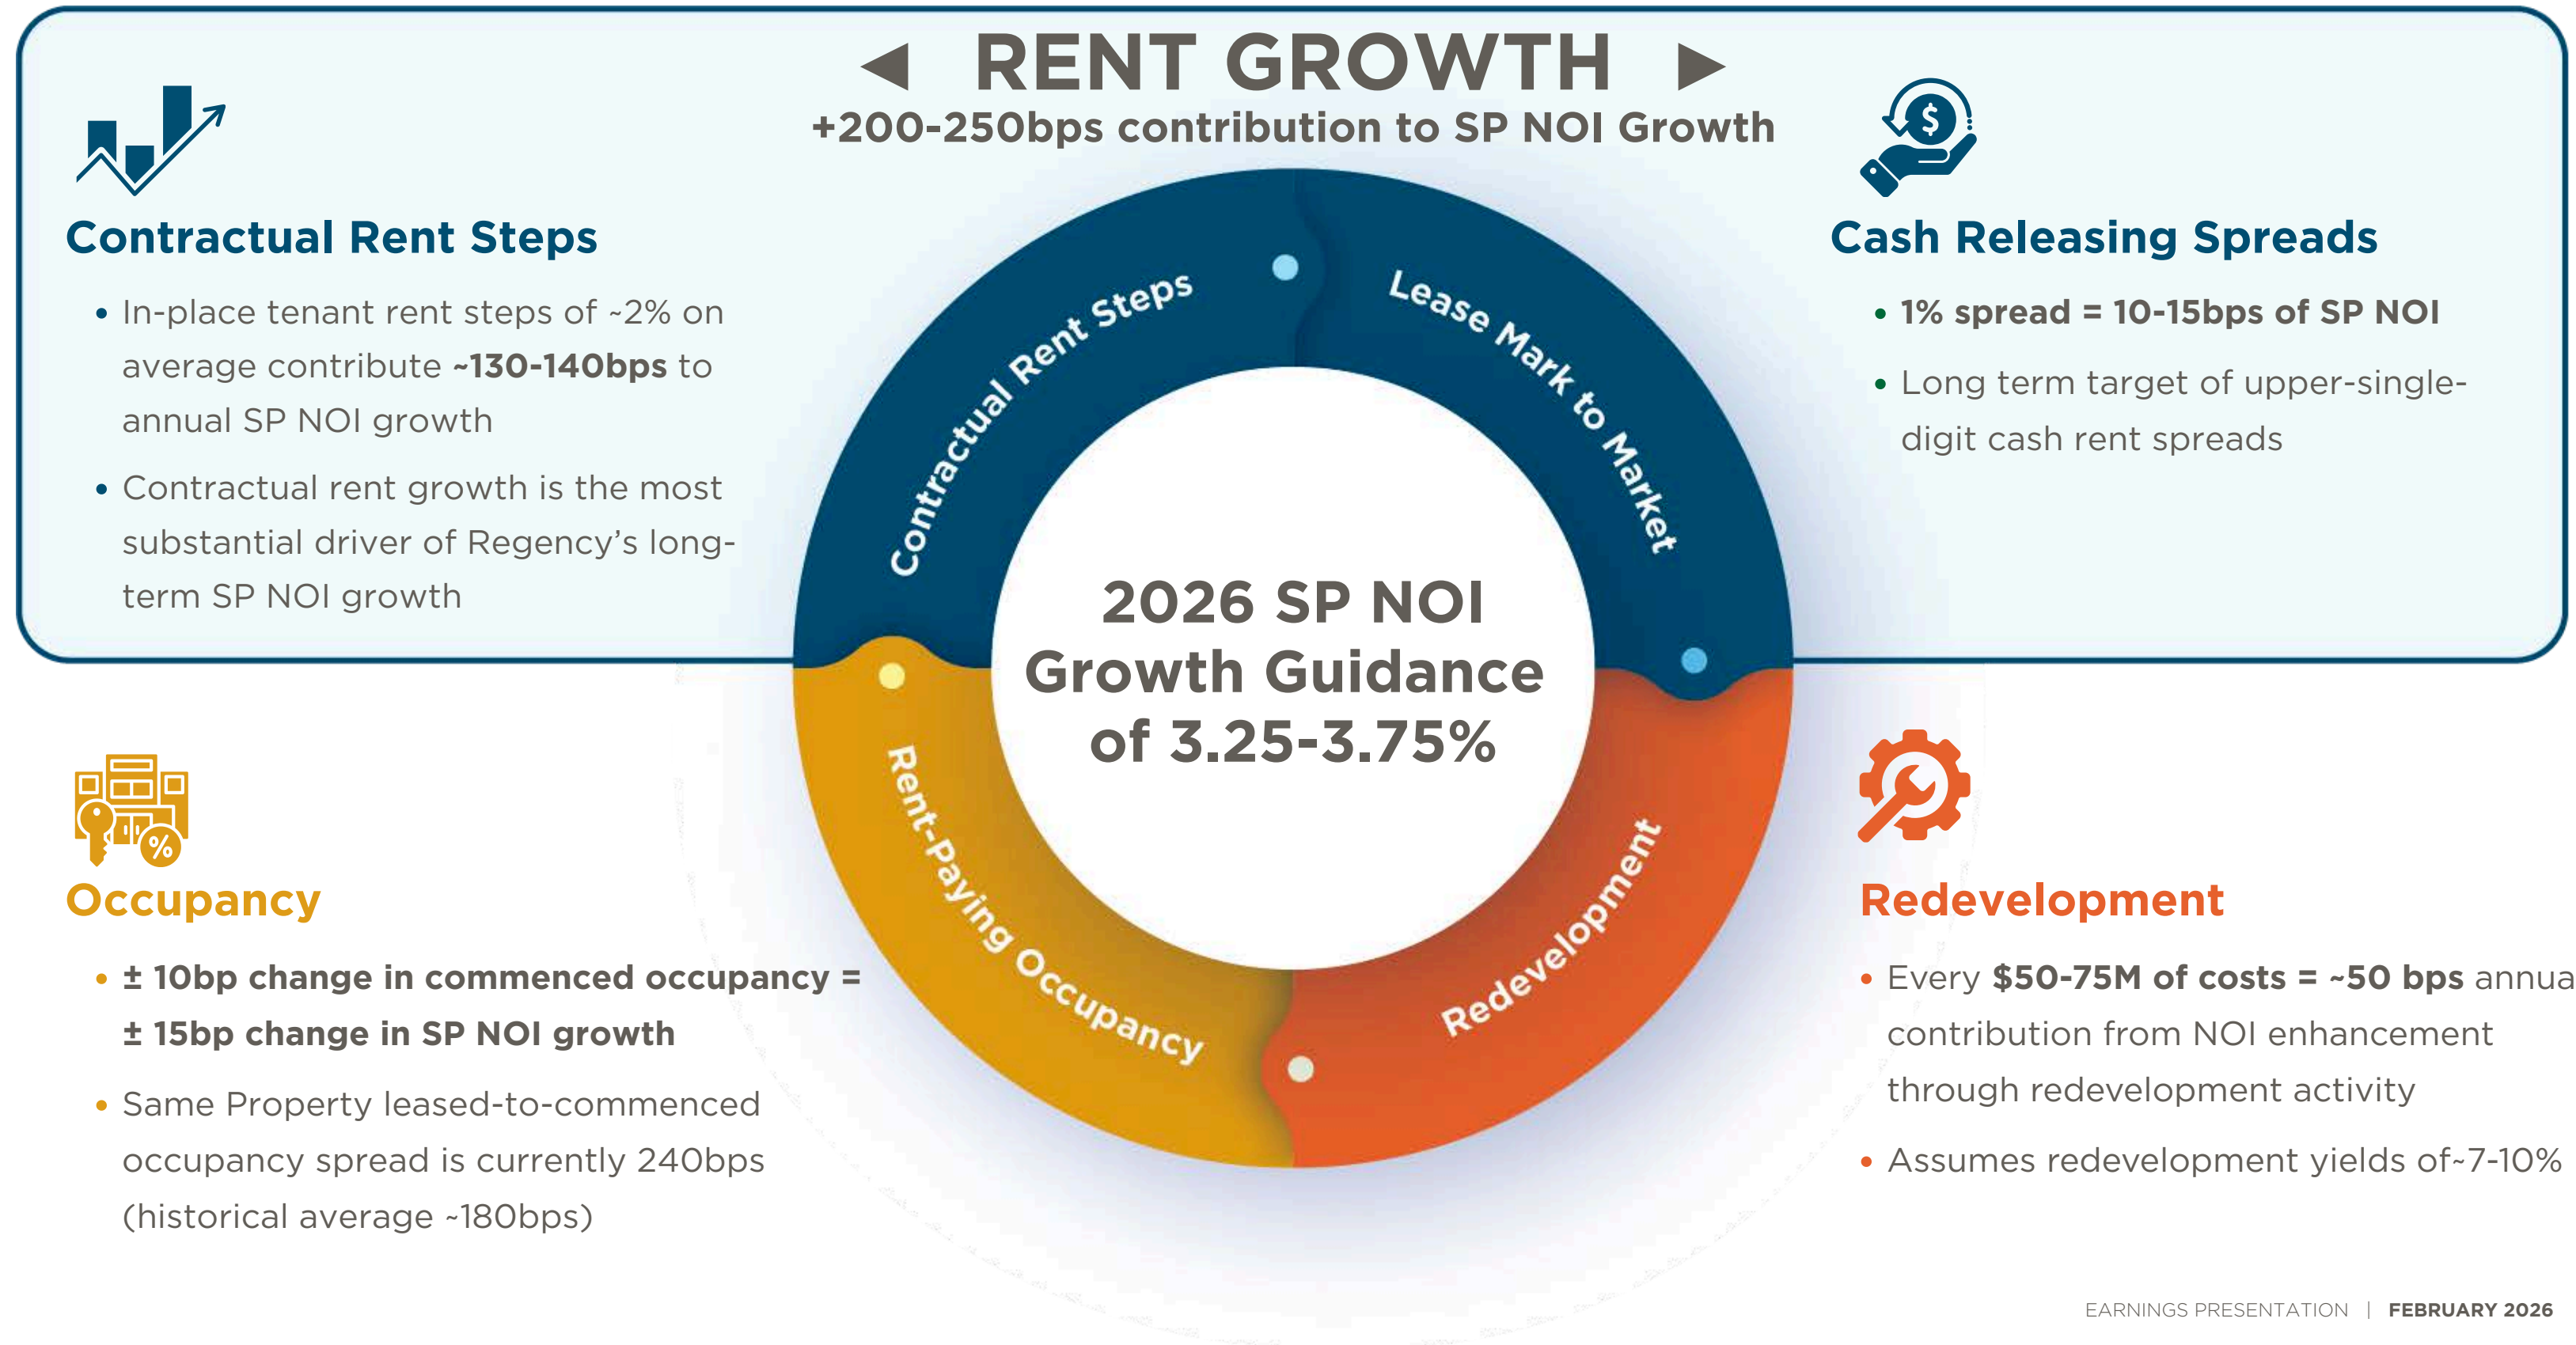 ◄ RENT GROWTH ►
+200-250bps contribution to SP NOI Growth
Contractual Rent Steps
• In-place tenant rent steps of ~2% on
average contribute ~130-140bps to
annual SP NOI growth
• Contractual rent growth is the most
substantial driver of Regency's long-
term SP NOI growth
$
Cash Releasing Spreads
• 1% spread = 10-15bps of SP NOI
• Long term target of upper-single-
digit cash rent spreads
Contractual Rent Steps
Lease Mark to Market
2026 SP NOI
Growth Guidance
of 3.25-3.75%
Rent-Paying Occupancy
Redevelopment
%
Occupancy
• ± 10bp change in commenced occupancy =
± 15bp change in SP NOI growth
• Same Property leased-to-commenced
occupancy spread is currently 240bps
(historical average ~180bps)
Redevelopment
• Every $50-75M of costs = ~50 bps annua
contribution from NOI enhancement
through redevelopment activity
• Assumes redevelopment yields of~7-10%
EARNINGS PRESENTATION | FEBRUARY 2026